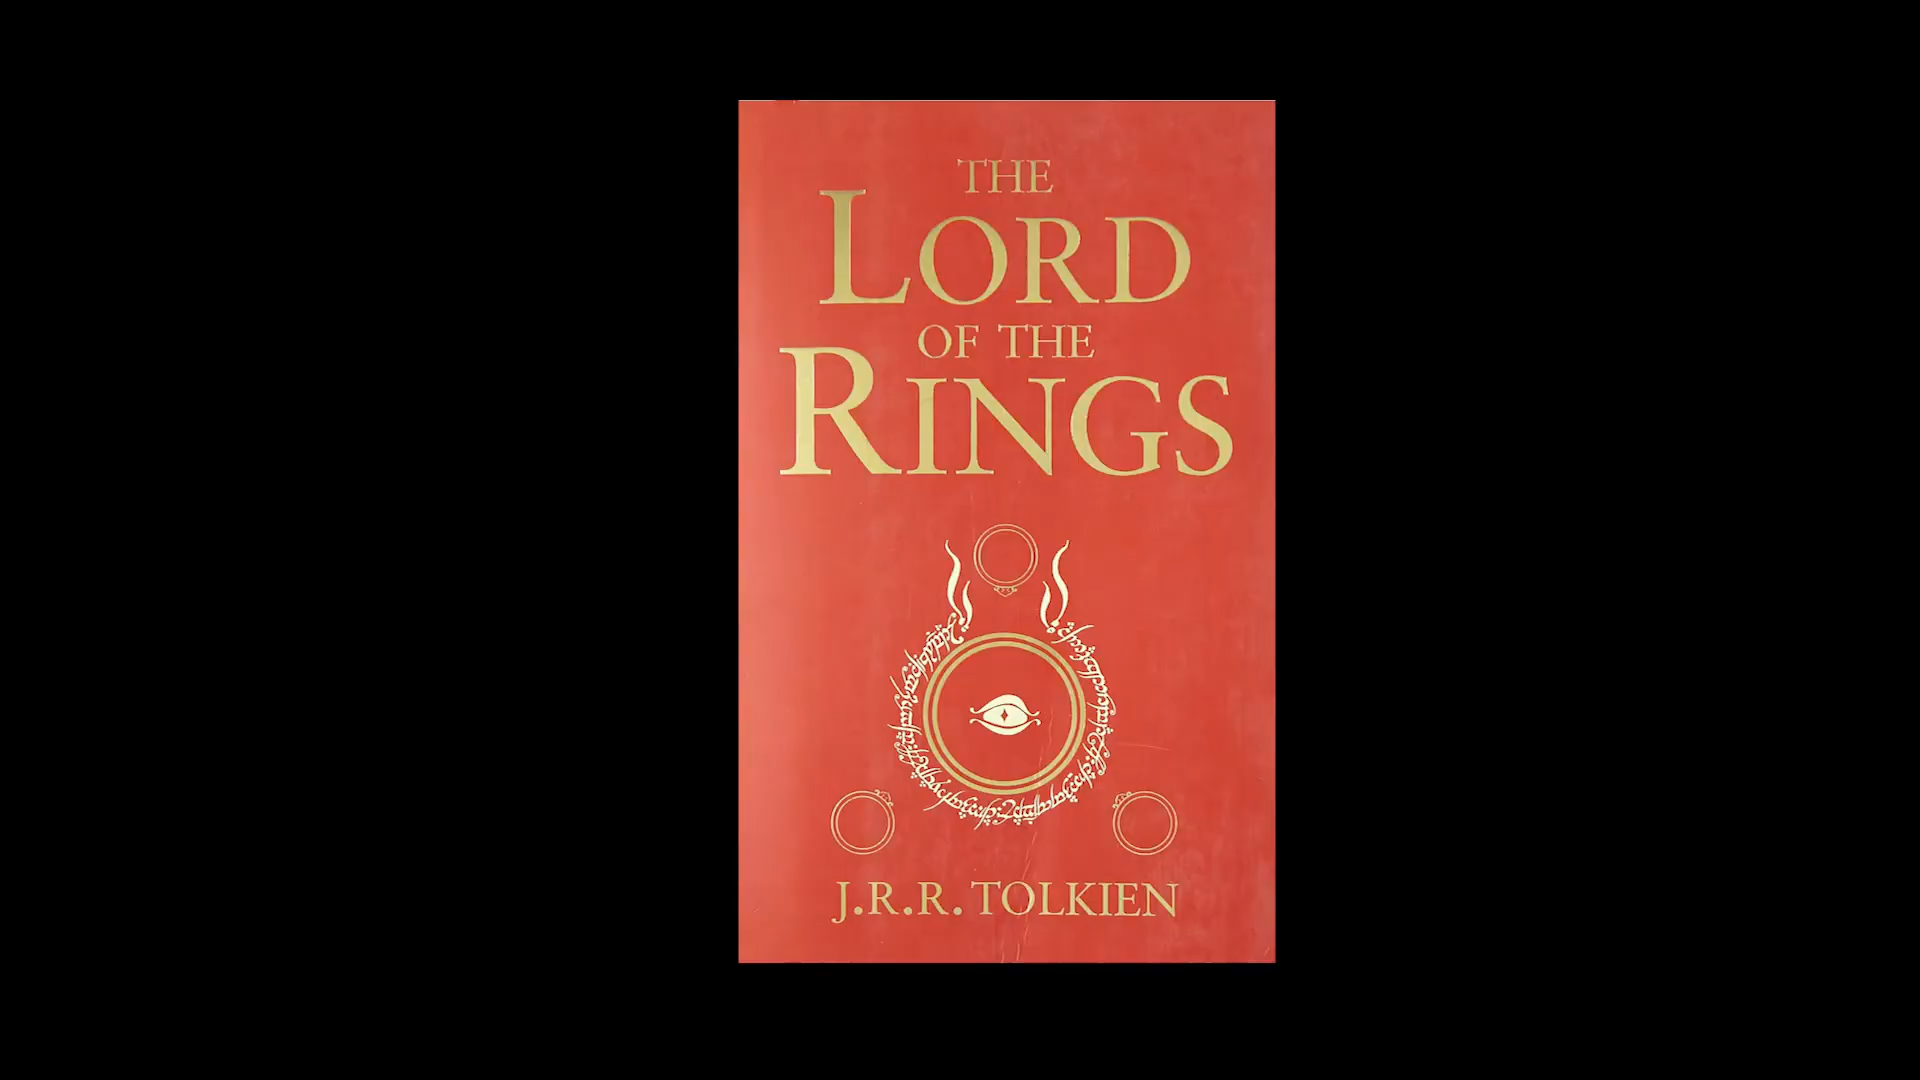 THE
LORD
OF THE
RINGS
J.R.R. TOLKIEN